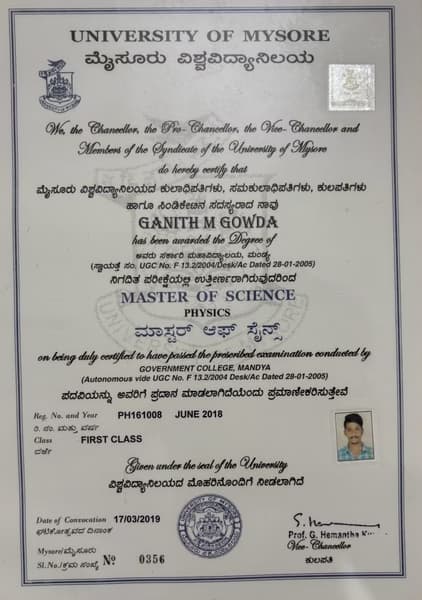 UNIVERSITY OF MYSORE
ಮೈಸೂರು ವಿಶ್ವವಿದ್ಯಾನಿಲಯ
We, the Chancellor, the Pro-Chancellor, the Vice-Chancellor and
Members of the Syndicate of the University of Mysore
do hereby certify that
ಮೈಸೂರು ವಿಶ್ವವಿದ್ಯಾನಿಲಯದ ಕುಲಾಧಿಪತಿಗಳು, ಸಮಕುಲಾಧಿಪತಿಗಳು, ಕುಲಪತಿಗಳು
ಹಾಗೂ ಸಿಂಡಿಕೇಟಿನ ಸದಸ್ಯರಾದ ನಾವು
GANITH M GOWDA
has been awarded the Degree of
ಅವರು ಸರ್ಕಾರಿ ಮಹಾವಿದ್ಯಾಲಯ, ಮಂಡ್ಯ
(ಸ್ವಾಯತ್ತ ಸಂ. UGC No. F 13.2/2004/Desk/Ac Dated 28-01-2005)
ನಿಗದಿತ ಪರೀಕ್ಷೆಯಲ್ಲಿ ಉತ್ತೀರ್ಣರಾಗಿರುವುದರಿಂದ
MASTER OF SCIENCE
PHYSICS
ಮಾಸ್ಟರ್ ಆಫ್ ಸೈನ್ಸ್
on being duly certified to have passed the prescribed examination conducted by
GOVERNMENT COLLEGE, MANDYA
(Autonomous vide UGC No. F 13.2/2004 Desk/Ac Dated 28-01-2005)
ಪದವಿಯನ್ನು ಅವರಿಗೆ ಪ್ರದಾನ ಮಾಡಲಾಗಿದೆಯೆಂದು ಪ್ರಮಾಣೀಕರಿಸುತ್ತೇವೆ
Reg. No. and Year PH161008 JUNE 2018
ರಿ. ನಂ. ಮತ್ತು ವರ್ಷ
Class FIRST CLASS
ದರ್ಜೆ
Given under the seal of the University
ವಿಶ್ವವಿದ್ಯಾನಿಲಯದ ಮೊಹರಿನೊಂದಿಗೆ ನೀಡಲಾಗಿದೆ
Date of Convocation 17/03/2019
ಘಟಿಕೋತ್ಸವದ ದಿನಾಂಕ
Prof. G. Hemantha
Vice-Chancellor
ಕುಲಪತಿ
Mysore/ಮೈಸೂರು
Sl.No./ಕ್ರಮ ಸಂಖ್ಯೆ No 0356